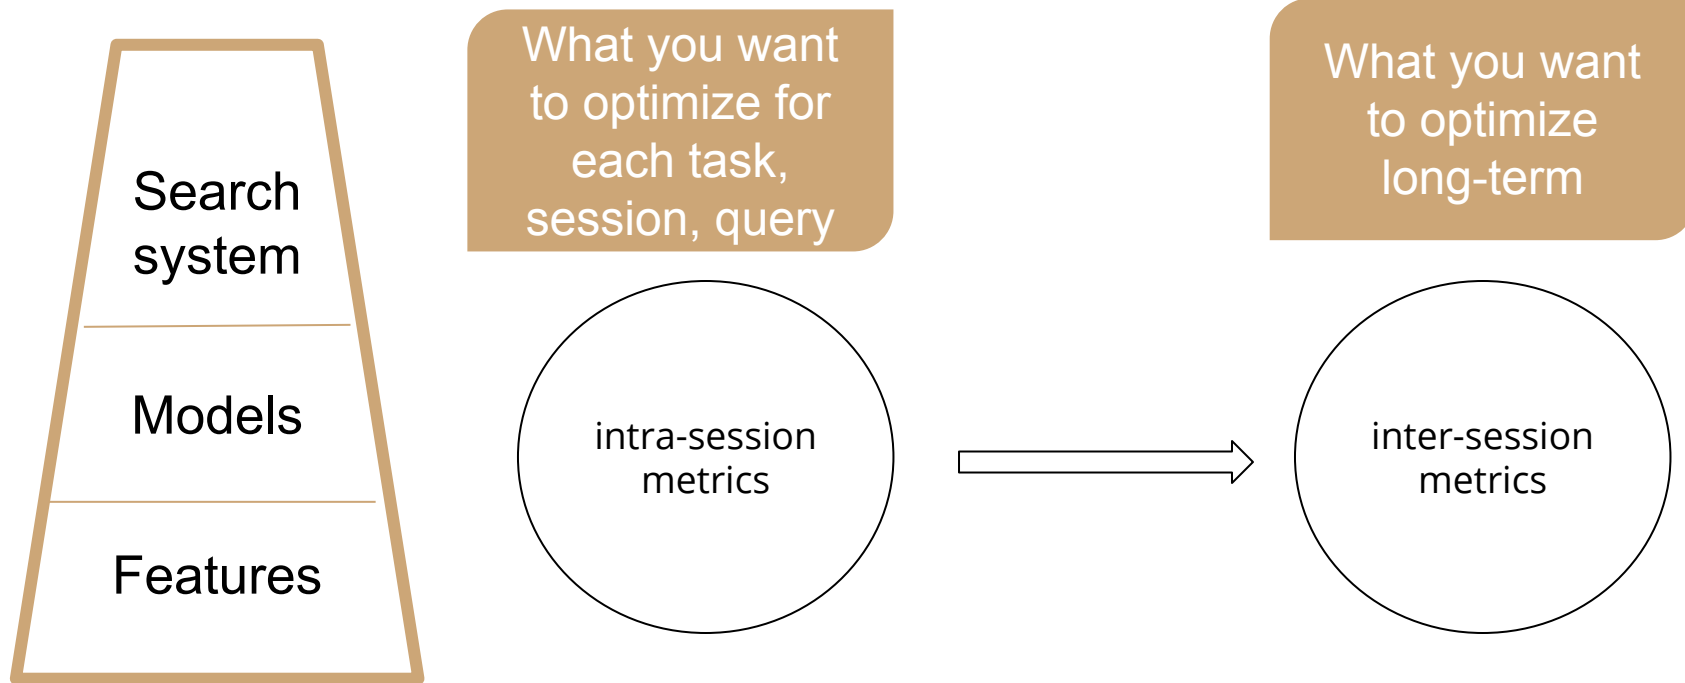 Search
system
Models
Features
What you want
to optimize for
each task,
session, query
intra-session
metrics
What you want
to optimize
long-term
inter-session
metrics